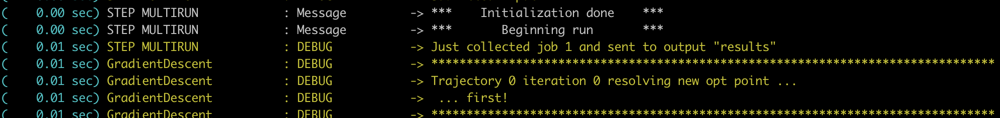 (    0.00 sec) STEP MULTIRUN            : Message         -> ***    Initialization done    ***
(    0.00 sec) STEP MULTIRUN            : Message         -> ***       Beginning run       ***
(    0.01 sec) STEP MULTIRUN            : DEBUG           -> Just collected job 1 and sent to output "results"
(    0.01 sec) GradientDescent          : DEBUG           -> ********************************************************************************
(    0.01 sec) GradientDescent          : DEBUG           -> Trajectory 0 iteration 0 resolving new opt point ...
(    0.01 sec) GradientDescent          : DEBUG           ->  ... first!
(    0.01 sec) GradientDescent          : DEBUG           -> ********************************************************************************